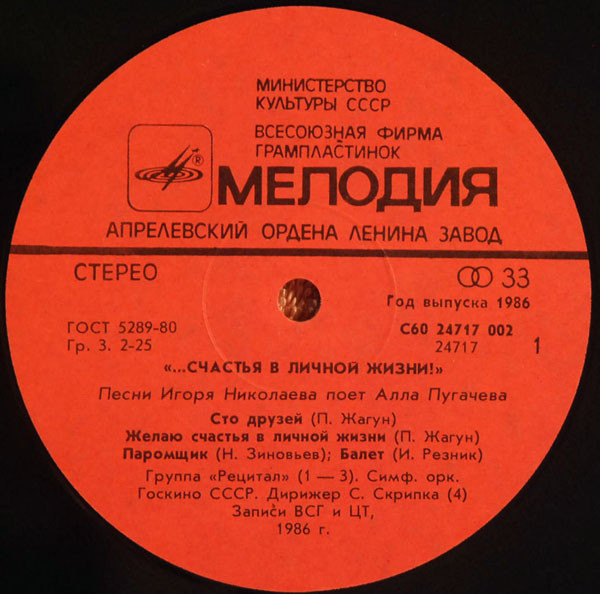 МИНИСТЕРСТВО
КУЛЬТУРЫ СССР
ВСЕСОЮЗНАЯ ФИРМА
ГРАМПЛАСТИНОК
®
МЕЛОДИЯ
АПРЕЛЕВСКИЙ ОРДЕНА ЛЕНИНА ЗАВОД
СТЕРЕО
33
Год выпуска 1986
ГОСТ 5289-80
Гр. 3. 2-25
С60 24717 002
24717
1
«...СЧАСТЬЯ В ЛИЧНОЙ ЖИЗНИ!»
Песни Игоря Николаева поет Алла Пугачева
Сто друзей (П. Жагун)
Желаю счастья в личной жизни (П. Жагун)
Паромщик (Н. Зиновьев); Балет (И. Резник)
Группа «Рецитал» (1 — 3). Симф. орк.
Госкино СССР. Дирижер С. Скрипка (4)
Записи ВСГ и ЦТ,
1986 г.